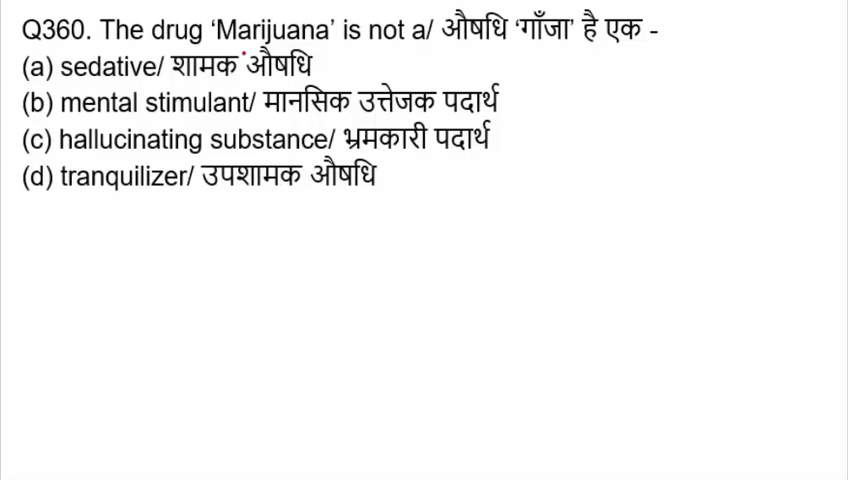 Q360. The drug ‘Marijuana’ is not a/ औषधि ‘गाँजा’ है एक -
(a) sedative/ शामक औषधि
(b) mental stimulant/ मानसिक उत्तेजक पदार्थ
(c) hallucinating substance/ भ्रमकारी पदार्थ
(d) tranquilizer/ उपशामक औषधि